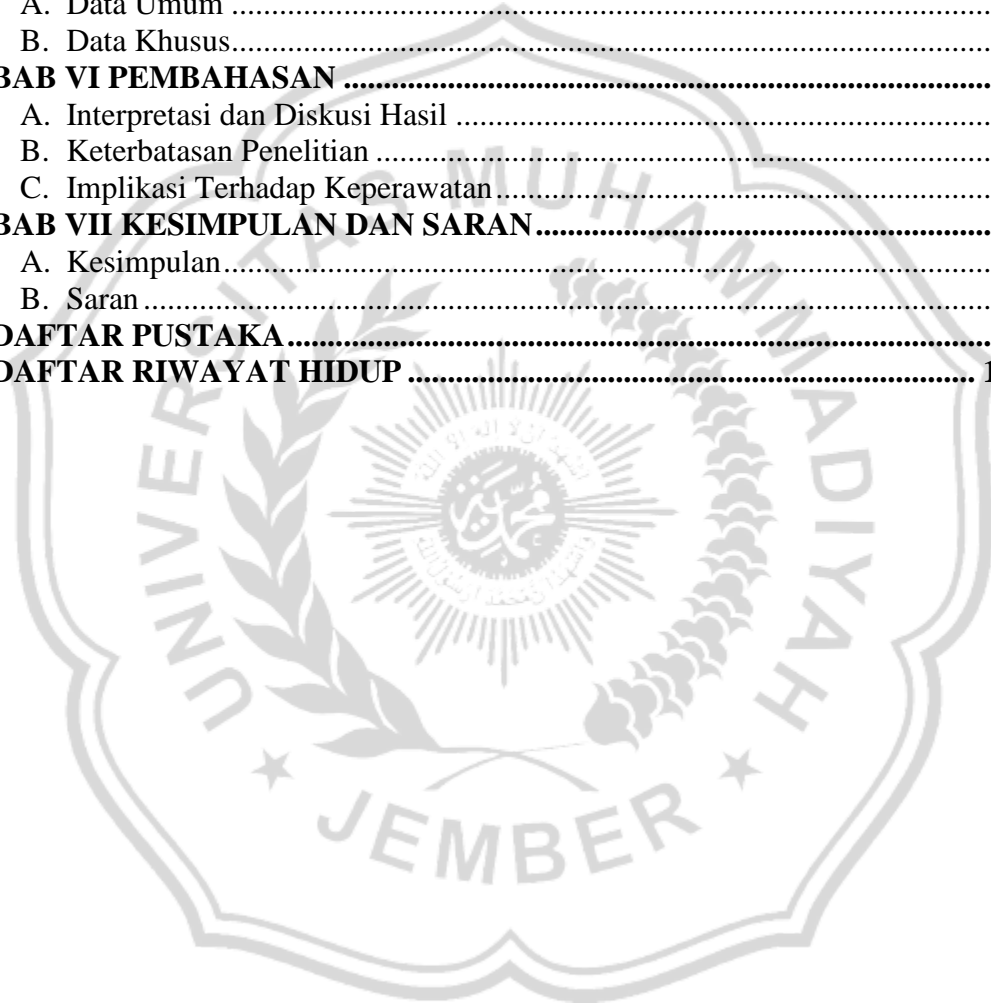 A. Data Umum ........................................................................................................
B. Data Khusus........................................................................................................
BAB VI PEMBAHASAN ...................................................................................
A. Interpretasi dan Diskusi Hasil ......................................................................
B. Keterbatasan Penelitian ................................................................................
C. Implikasi Terhadap Keperawatan.................................................................
BAB VII KESIMPULAN DAN SARAN..........................................................
A. Kesimpulan...................................................................................................
B. Saran.............................................................................................................
DAFTAR PUSTAKA.........................................................................................
DAFTAR RIWAYAT HIDUP ........................................................................ 1
UNIVERSITAS MUHAMMADIYAH
JEMBER